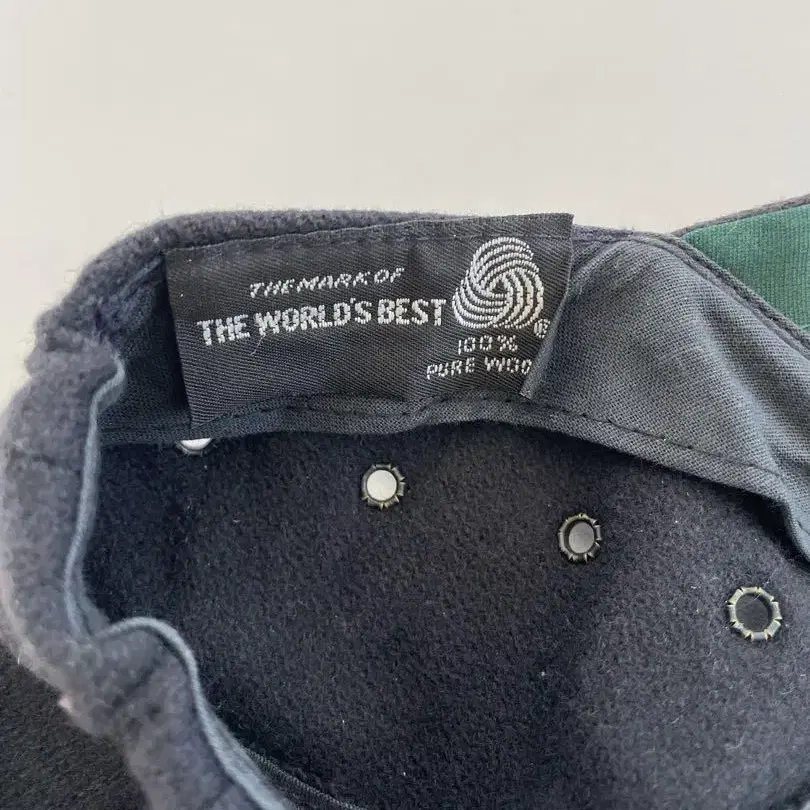 THE MARK OF
THE WORLD'S BEST
®
100%
PURE WOO